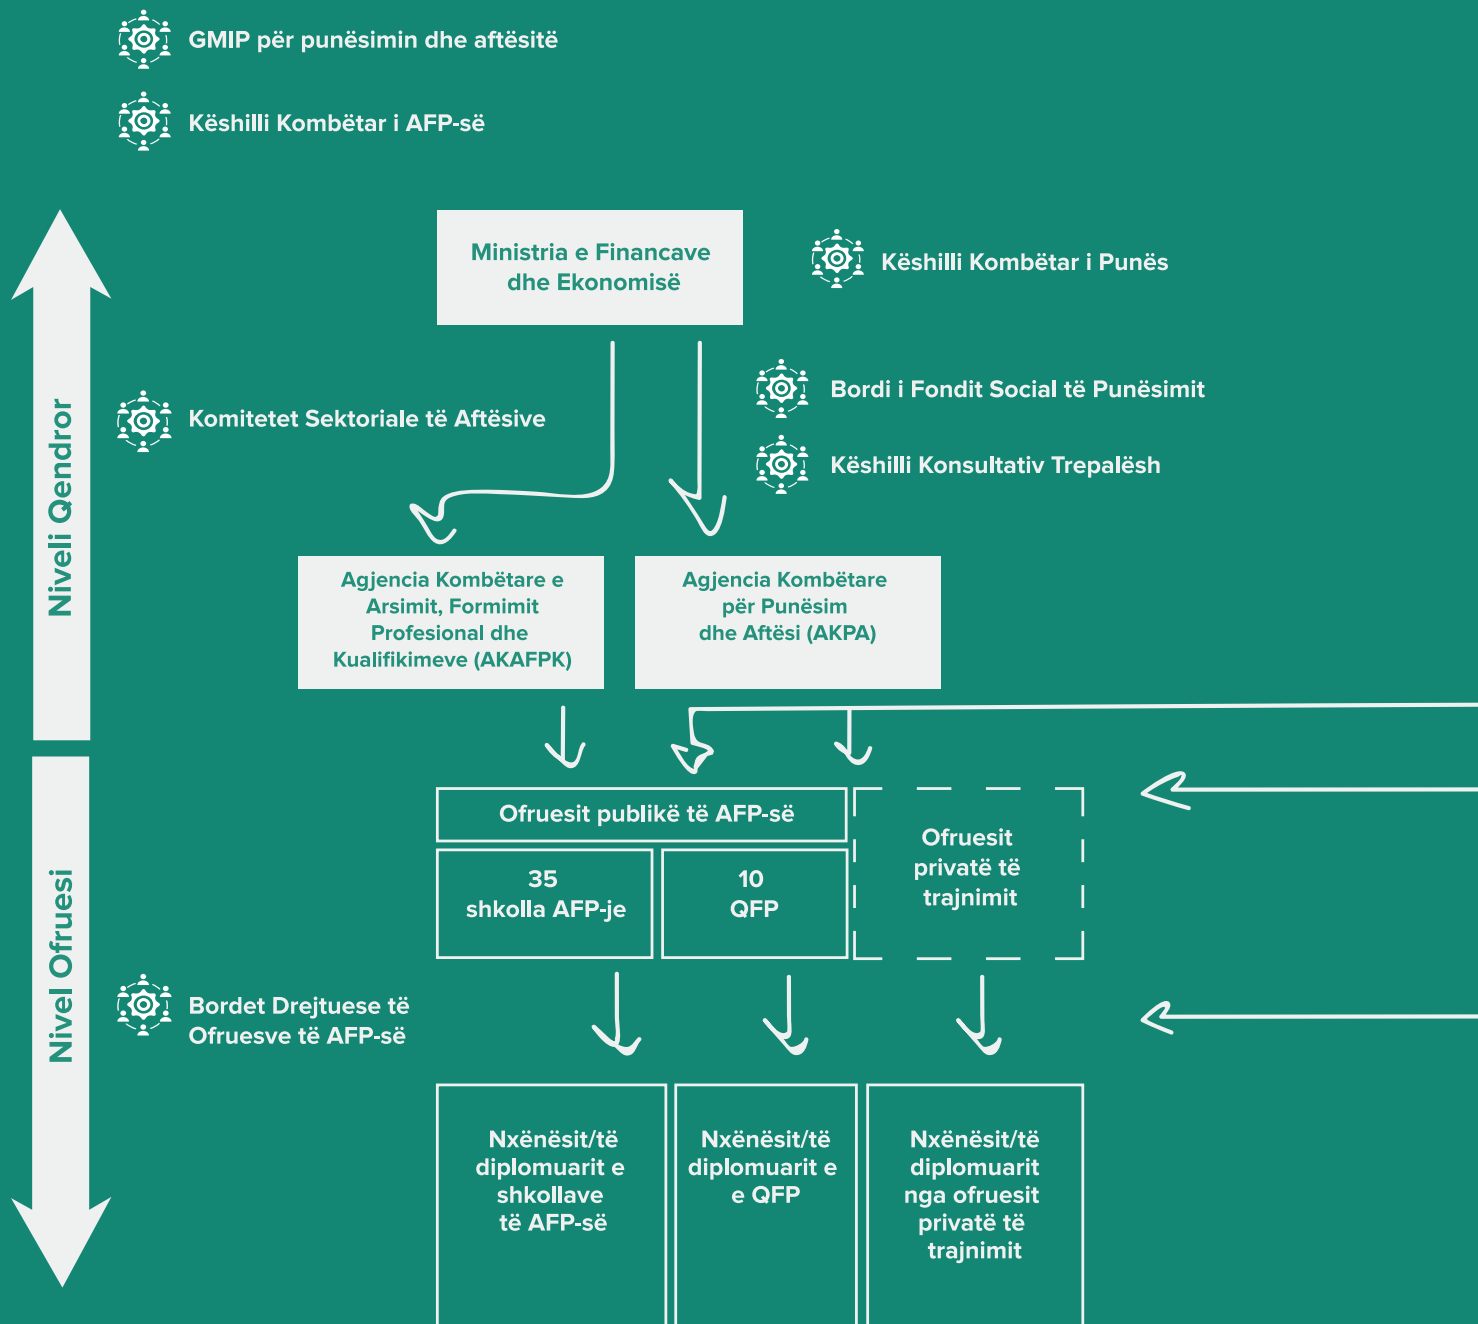 GMIP për punësimin dhe aftësitë
Këshilli Kombëtar i AFP-së
Ministria e Financave
dhe Ekonomisë
Këshilli Kombëtar i Punës
Niveli Qendror
Komitetet Sektoriale të Aftësive
Bordi i Fondit Social të Punësimit
Këshilli Konsultativ Trepalësh
Agjencia Kombëtare e
Arsimit, Formimit
Profesional dhe
Kualifikimeve (AKAFPK)
Agjencia Kombëtare
për Punësim
dhe Aftësi (AKPA)
Nivel Ofruesi
Ofruesit publikë të AFP-së
35
shkolla AFP-je
10
QFP
Ofruesit
privatë të
trajnimit
Bordet Drejtuese të
Ofruesve të AFP-së
Nxënësit/të
diplomuarit e
shkollave
të AFP-së
Nxënësit/të
diplomuarit e
e QFP
Nxënësit/të
diplomuarit
nga ofruesit
privatë të
trajnimit